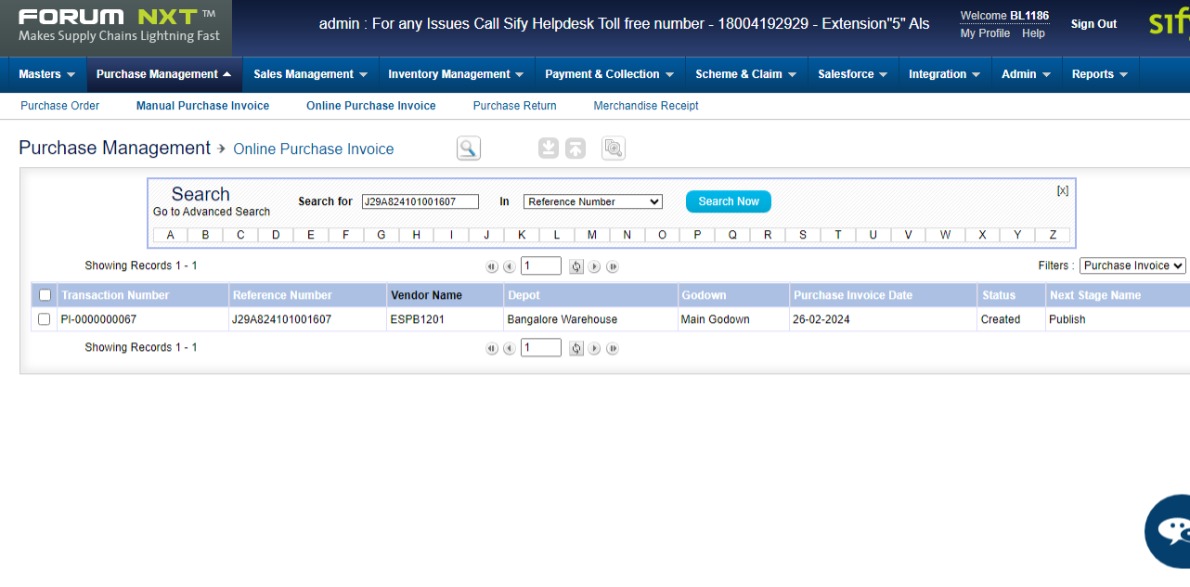 FORUM NXT TM
Makes Supply Chains Lightning Fast
admin : For any Issues Call Sify Helpdesk Toll free number - 18004192929 - Extension"5" Als
Welcome BL1186
My Profile Help
Sign Out
sify
Masters Purchase Management Sales Management Inventory Management Payment & Collection Scheme & Claim Salesforce Integration Admin Reports
Purchase Order Manual Purchase Invoice Online Purchase Invoice Purchase Return Merchandise Receipt
Purchase Management Online Purchase Invoice
Search
Go to Advanced Search
Search for J29A824101001607 In Reference Number Search Now
[X]
A B C D E F G H I J K L M N O P Q R S T U V W X Y Z
Showing Records 1 - 1 1 Filters : Purchase Invoice
Transaction Number Reference Number Vendor Name Depot Godown Purchase Invoice Date Status Next Stage Name
PI-0000000067 J29A824101001607 ESPB1201 Bangalore Warehouse Main Godown 26-02-2024 Created Publish
Showing Records 1 - 1 1